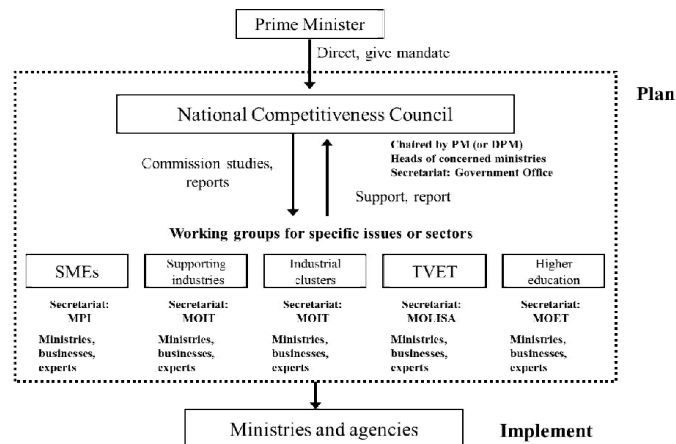 Prime Minister
Direct, give mandate
Plan
National Competitiveness Council
Chaired by PM (or DPM)
Heads of concerned ministries
Secretariat: Government Office
Commission studies,
reports
Support, report
Working groups for specific issues or sectors
SMEs
Secretariat:
MPI
Ministries,
businesses,
experts
Supporting
industries
Secretariat:
MOIT
Ministries,
businesses,
experts
Industrial
clusters
Secretariat:
MOIT
Ministries,
businesses,
experts
TVET
Secretariat:
MOLISA
Ministries,
businesses,
experts
Higher
education
Secretariat:
MOET
Ministries,
businesses,
experts
Ministries and agencies
Implement